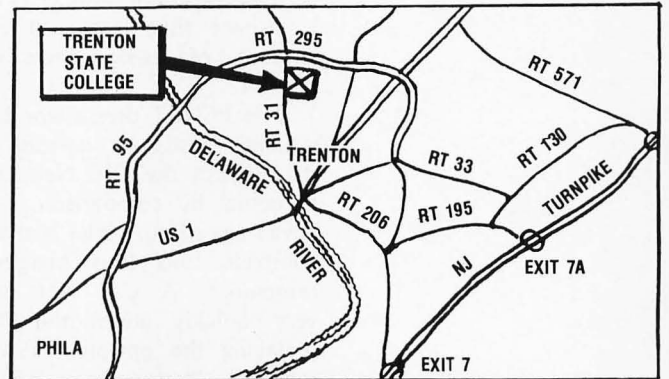 TRENTON
STATE
COLLEGE
RT 295
RT 571
RT 31
RT 95
DELAWARE
TRENTON
RT 33
RT 130
TURNPIKE
RT 206
RT 195
US 1
RIVER
NJ
EXIT 7A
PHILA
EXIT 7